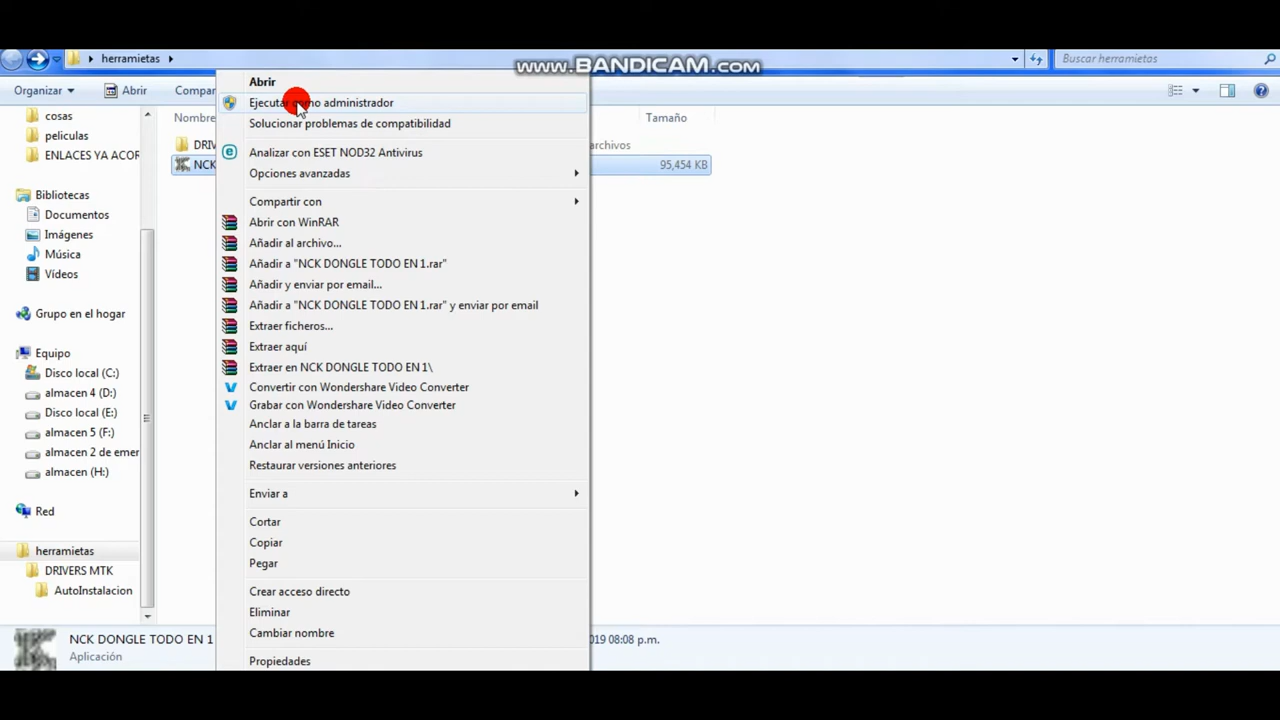 herramietas
Buscar herramietas
www.BANDICAM.com
Organizar
Abrir
Compar
Nombre
Tamaño
cosas
peliculas
ENLACES YA ACOR
Bibliotecas
Documentos
Imágenes
Música
Vídeos
Grupo en el hogar
Equipo
Disco local (C:)
almacen 4 (D:)
Disco local (E:)
almacen 5 (F:)
almacen 2 de emer
almacen (H:)
Red
herramietas
DRIVERS MTK
AutoInstalacion
DRI
archivos
NCK
95,454 KB
Abrir
Ejecutar como administrador
Solucionar problemas de compatibilidad
Analizar con ESET NOD32 Antivirus
Opciones avanzadas
Compartir con
Abrir con WinRAR
Añadir al archivo...
Añadir a "NCK DONGLE TODO EN 1.rar"
Añadir y enviar por email...
Añadir a "NCK DONGLE TODO EN 1.rar" y enviar por email
Extraer ficheros...
Extraer aquí
Extraer en NCK DONGLE TODO EN 1\
Convertir con Wondershare Video Converter
Grabar con Wondershare Video Converter
Anclar a la barra de tareas
Anclar al menú Inicio
Restaurar versiones anteriores
Enviar a
Cortar
Copiar
Pegar
Crear acceso directo
Eliminar
Cambiar nombre
Propiedades
NCK DONGLE TODO EN 1
019 08:08 p.m.
Aplicación